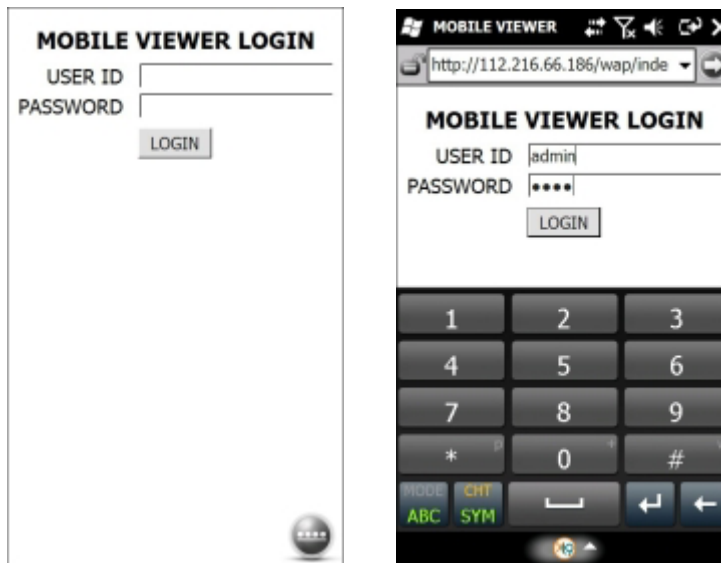 MOBILE VIEWER LOGIN
USER ID
PASSWORD
LOGIN
MOBILE VIEWER
http://112.216.66.186/wap/inde
MOBILE VIEWER LOGIN
USER ID admin
PASSWORD ••••
LOGIN
1 2 3
4 5 6
7 8 9
* p 0 + #
MODE CHT
ABC SYM